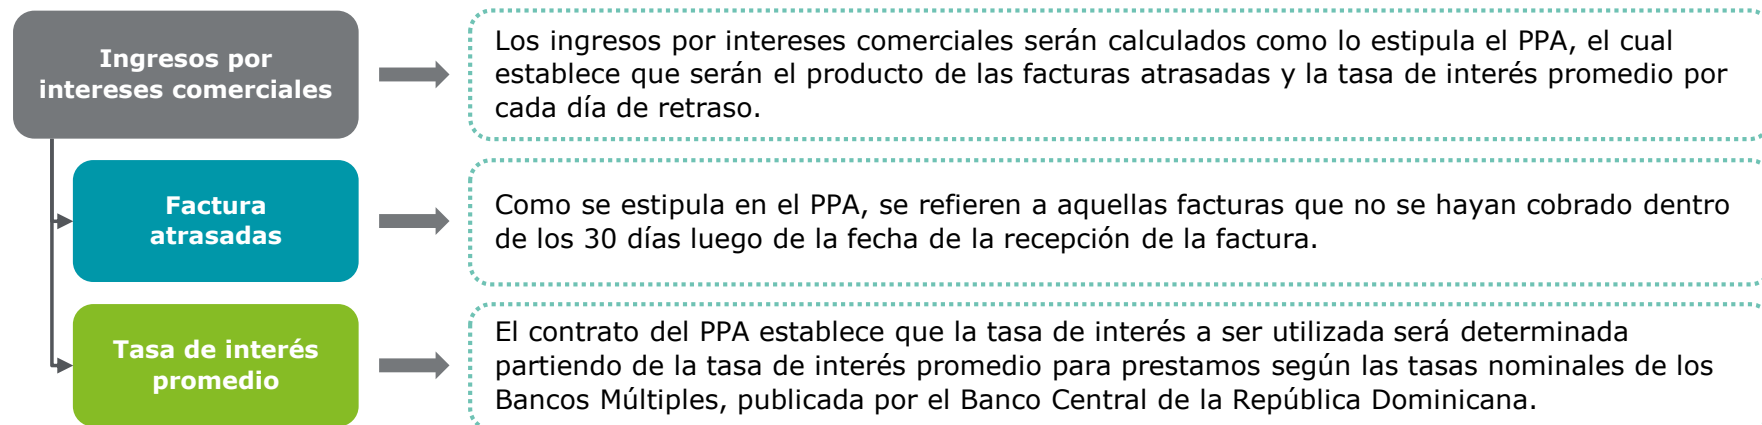 Ingresos por
intereses comerciales
Los ingresos por intereses comerciales serán calculados como lo estipula el PPA, el cual
establece que serán el producto de las facturas atrasadas y la tasa de interés promedio por
cada día de retraso.
Factura
atrasadas
Como se estipula en el PPA, se refieren a aquellas facturas que no se hayan cobrado dentro
de los 30 días luego de la fecha de la recepción de la factura.
Tasa de interés
promedio
El contrato del PPA establece que la tasa de interés a ser utilizada será determinada
partiendo de la tasa de interés promedio para prestamos según las tasas nominales de los
Bancos Múltiples, publicada por el Banco Central de la República Dominicana.